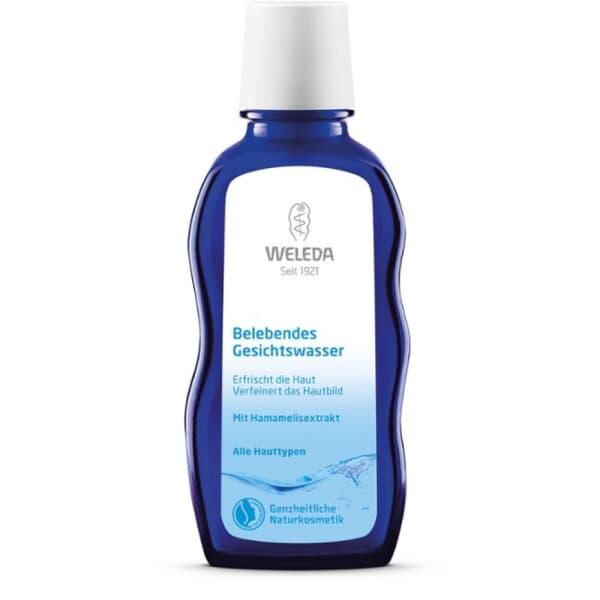 WELEDA
Seit 1921
Belebendes
Gesichtswasser
Erfrischt die Haut
Verfeinert das Hautbild
Mit Hamamelisextrakt
Alle Hauttypen
Ganzheitliche
Naturkosmetik